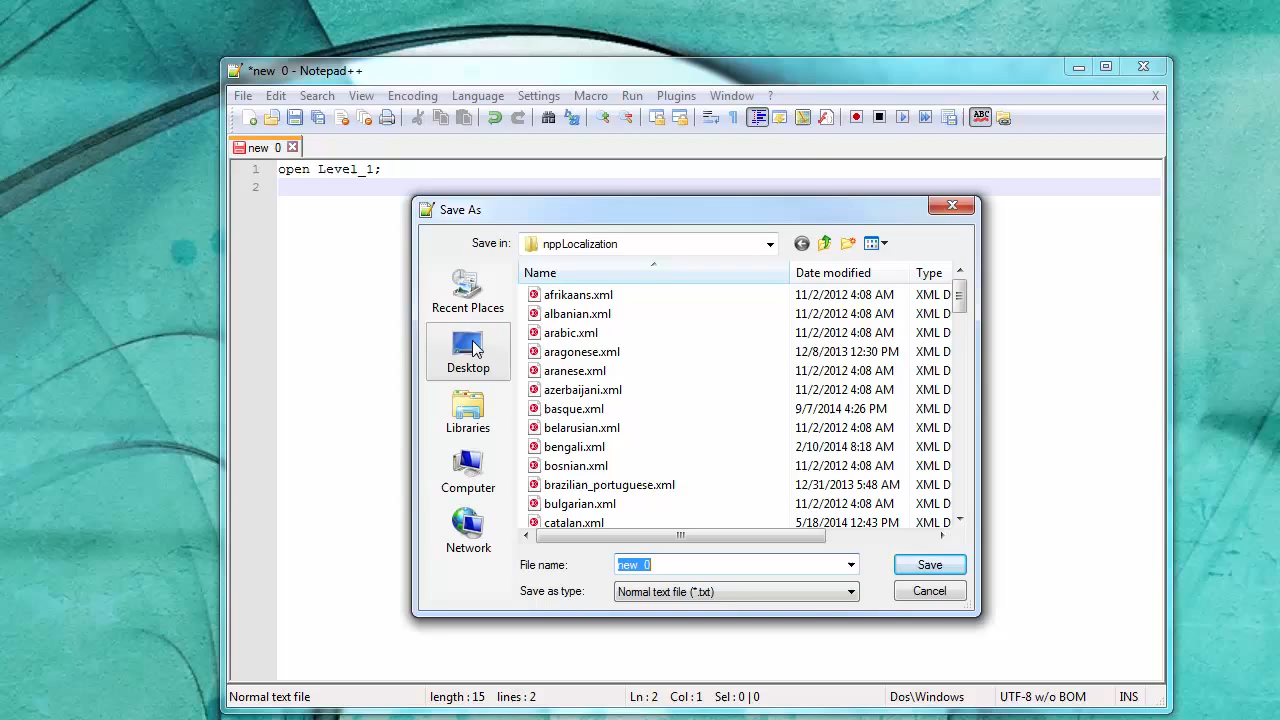 *new  0 - Notepad++
File Edit Search View Encoding Language Settings Macro Run Plugins Window ? X
ABC
new  0
1 open Level_1;
2
Save As
Save in: nppLocalization
Name Date modified Type
Recent Places
Desktop
Libraries
Computer
Network
afrikaans.xml 11/2/2012 4:08 AM XML D
albanian.xml 11/2/2012 4:08 AM XML D
arabic.xml 11/2/2012 4:08 AM XML D
aragonese.xml 12/8/2013 12:30 PM XML D
aranese.xml 11/2/2012 4:08 AM XML D
azerbaijani.xml 11/2/2012 4:08 AM XML D
basque.xml 9/7/2014 4:26 PM XML D
belarusian.xml 11/2/2012 4:08 AM XML D
bengali.xml 2/10/2014 8:18 AM XML D
bosnian.xml 11/2/2012 4:08 AM XML D
brazilian_portuguese.xml 12/31/2013 5:48 AM XML D
bulgarian.xml 11/2/2012 4:08 AM XML D
catalan.xml 5/18/2014 12:43 PM XML D
File name: new  0 Save
Save as type: Normal text file (*.txt) Cancel
Normal text file length : 15 lines : 2 Ln : 2 Col : 1 Sel : 0 | 0 Dos\Windows UTF-8 w/o BOM INS